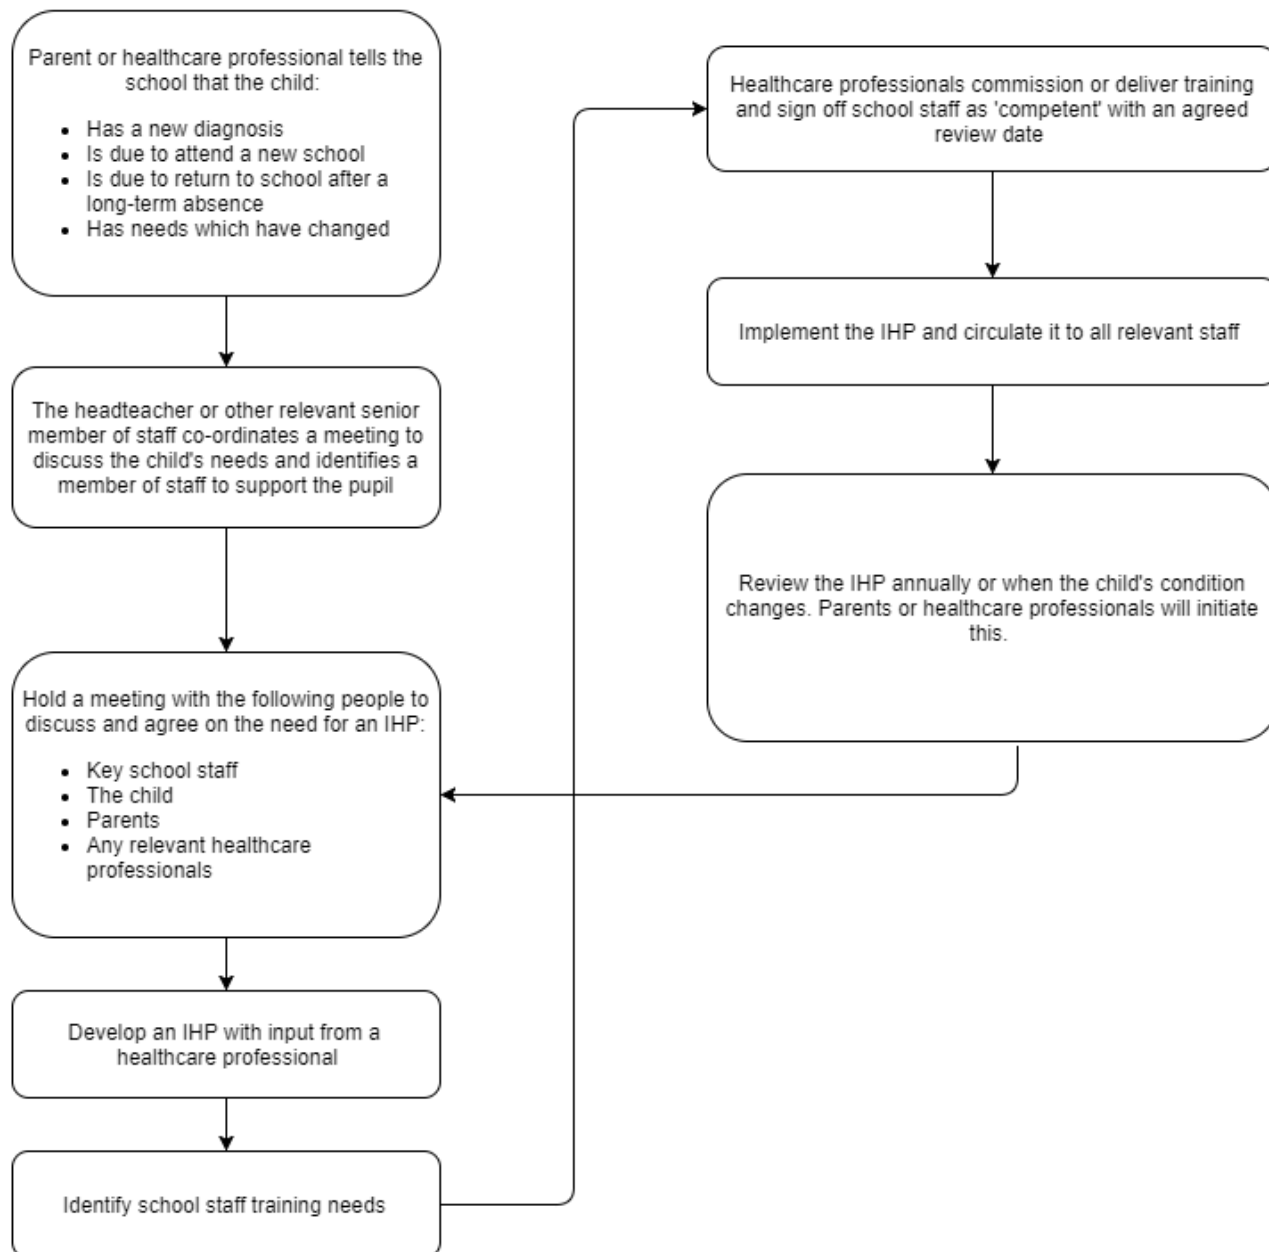 Parent or healthcare professional tells the
school that the child:
• Has a new diagnosis
• Is due to attend a new school
• Is due to return to school after a
long-term absence
• Has needs which have changed
The headteacher or other relevant senior
member of staff co-ordinates a meeting to
discuss the child's needs and identifies a
member of staff to support the pupil
Hold a meeting with the following people to
discuss and agree on the need for an IHP:
• Key school staff
• The child
• Parents
• Any relevant healthcare
professionals
Develop an IHP with input from a
healthcare professional
Identify school staff training needs
Healthcare professionals commission or deliver training
and sign off school staff as 'competent' with an agreed
review date
Implement the IHP and circulate it to all relevant staff
Review the IHP annually or when the child's condition
changes. Parents or healthcare professionals will initiate
this.